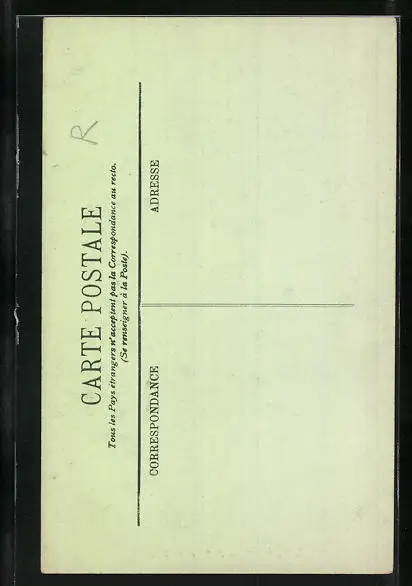 R
CARTE POSTALE
Tous les Pays étrangers n'acceptent pas la Correspondance au recto.
(Se renseigner à la Poste).
CORRESPONDANCE
ADRESSE